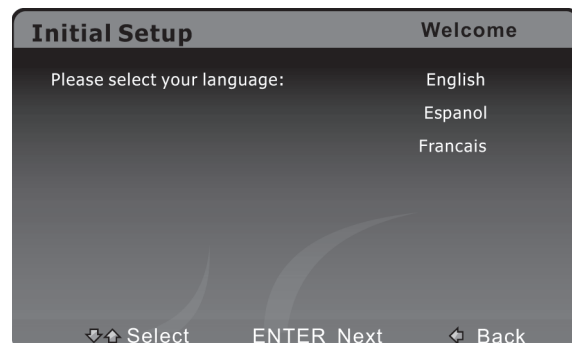 Initial Setup Welcome
Please select your language: English
Espanol
Francais
Select ENTER Next Back